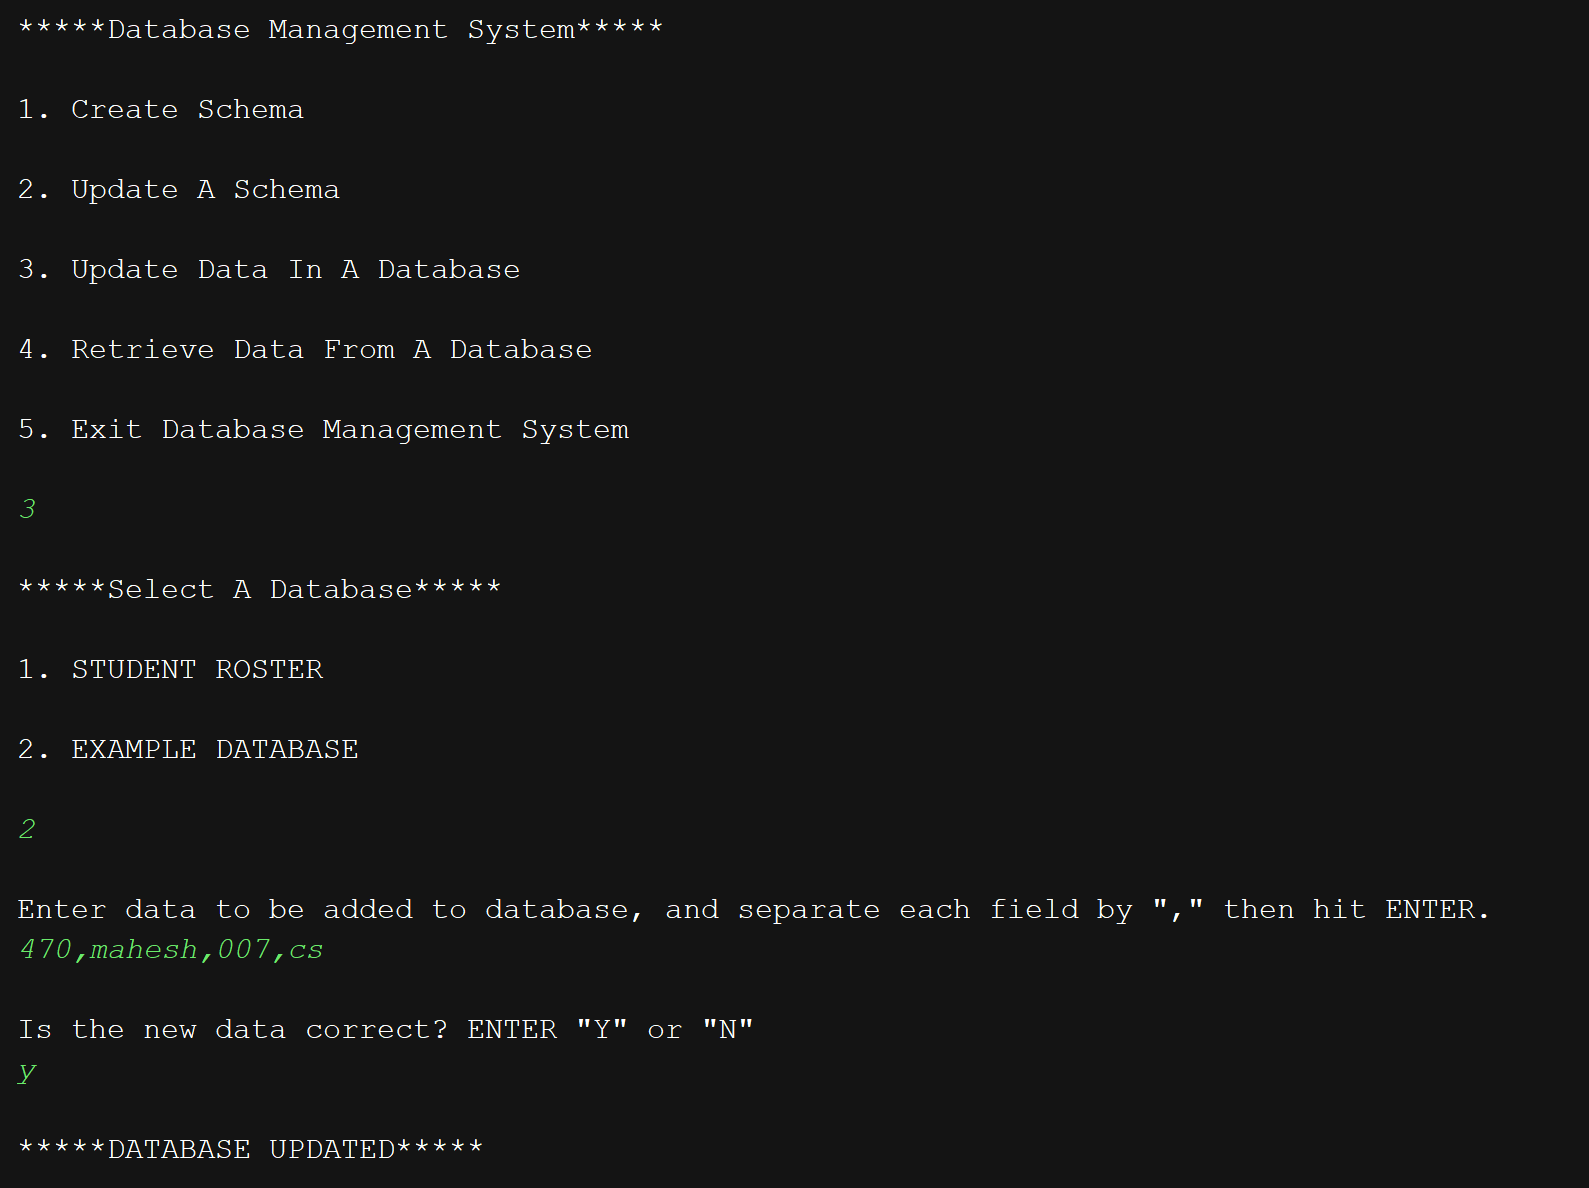 *****Database Management System*****
1. Create Schema
2. Update A Schema
3. Update Data In A Database
4. Retrieve Data From A Database
5. Exit Database Management System
3
*****Select A Database*****
1. STUDENT ROSTER
2. EXAMPLE DATABASE
2
Enter data to be added to database, and separate each field by "," then hit ENTER.
470,mahesh,007,cs
Is the new data correct? ENTER "Y" or "N"
y
*****DATABASE UPDATED*****